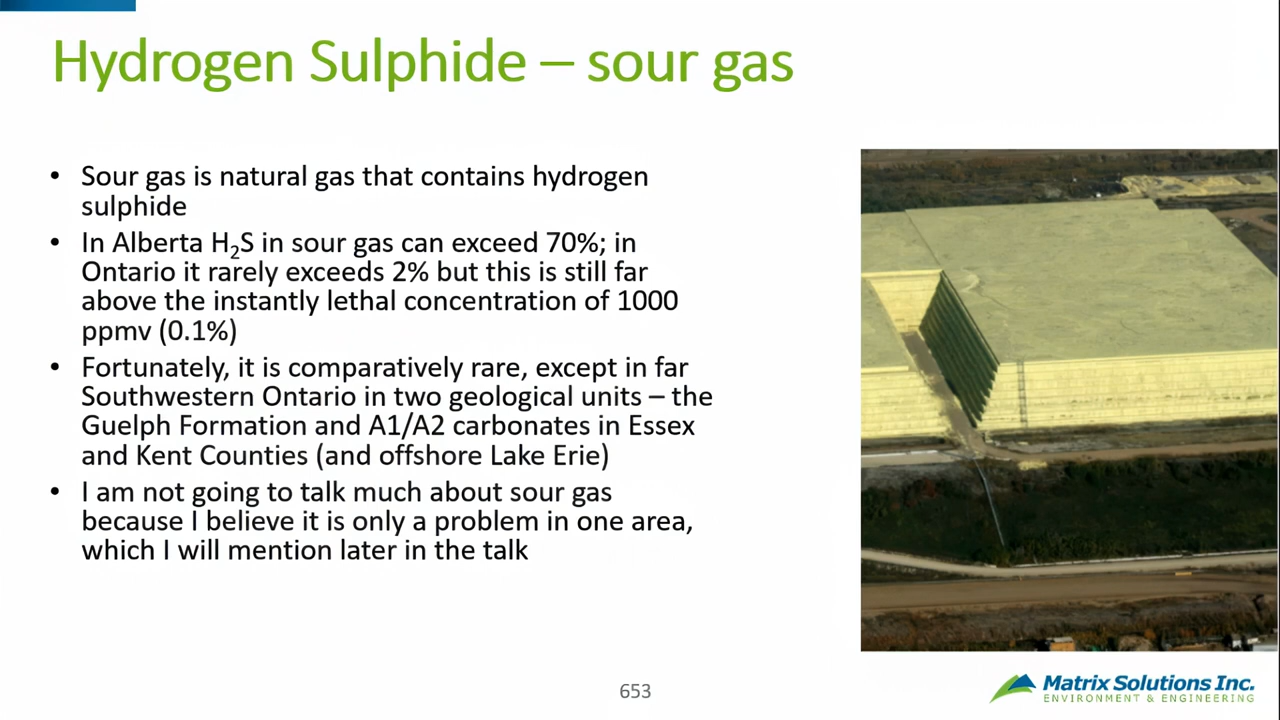 Hydrogen Sulphide – sour gas
• Sour gas is natural gas that contains hydrogen
sulphide
• In Alberta H₂S in sour gas can exceed 70%; in
Ontario it rarely exceeds 2% but this is still far
above the instantly lethal concentration of 1000
ppmv (0.1%)
• Fortunately, it is comparatively rare, except in far
Southwestern Ontario in two geological units – the
Guelph Formation and A1/A2 carbonates in Essex
and Kent Counties (and offshore Lake Erie)
• I am not going to talk much about sour gas
because I believe it is only a problem in one area,
which I will mention later in the talk
653
Matrix Solutions Inc.
ENVIRONMENT & ENGINEERING